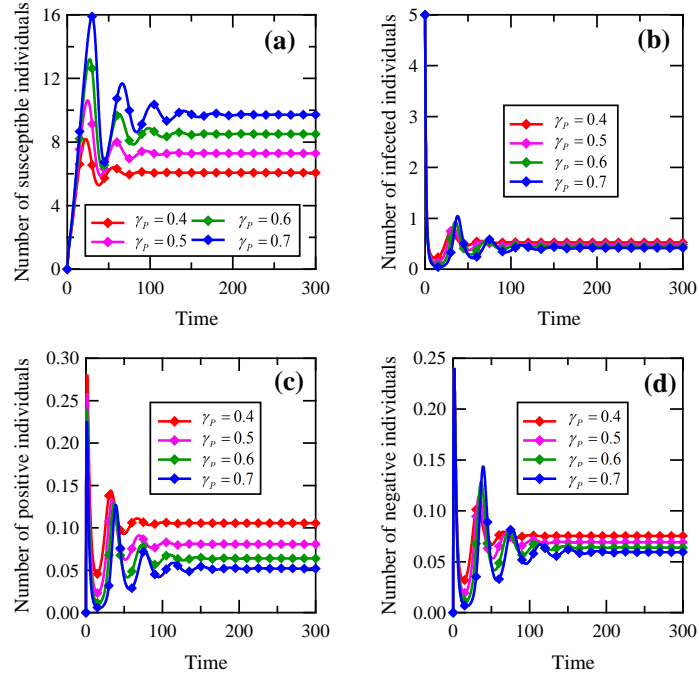 (a)
Number of susceptible individuals
16
12
8
4
0
γP = 0.4 γP = 0.6
γP = 0.5 γP = 0.7
0 100 200 300
Time
(b)
Number of infected individuals
5
4
3
2
1
0
γP = 0.4
γP = 0.5
γP = 0.6
γP = 0.7
0 100 200 300
Time
(c)
Number of positive individuals
0.30
0.25
0.20
0.15
0.10
0.05
0.00
γP = 0.4
γP = 0.5
γP = 0.6
γP = 0.7
0 100 200 300
Time
(d)
Number of negative individuals
0.25
0.20
0.15
0.10
0.05
0.00
γP = 0.4
γP = 0.5
γP = 0.6
γP = 0.7
0 100 200 300
Time